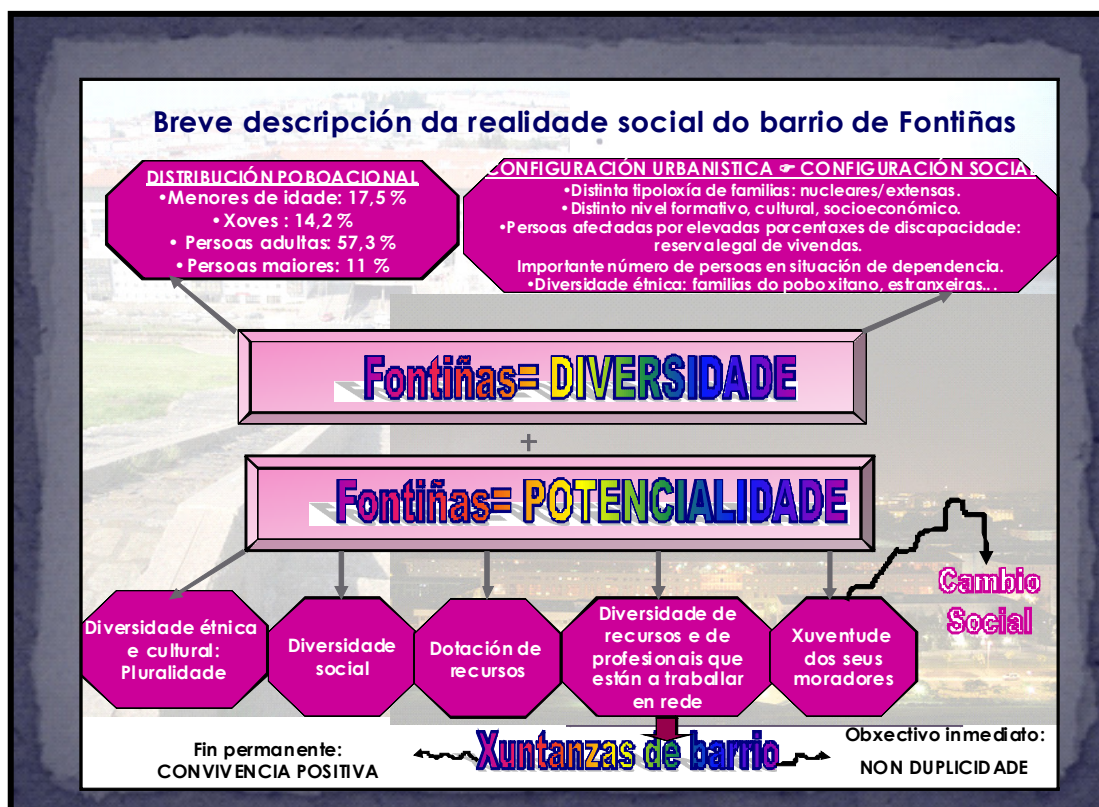 Breve descripción da realidade social do barrio de Fontiñas
DISTRIBUCIÓN POBOACIONAL
•Menores de idade: 17,5 %
•Xoves : 14,2 %
• Persoas adultas: 57,3 %
•Persoas maiores: 11 %
CONFIGURACIÓN URBANISTICA ☞ CONFIGURACIÓN SOCIAL
•Distinta tipoloxía de familias: nucleares/extensas.
•Distinto nivel formativo, cultural, socioeconómico.
•Persoas afectadas por elevadas porcentaxes de discapacidade:
reserva legal de vivendas.
Importante número de persoas en situación de dependencia.
•Diversidade étnica: familias do pobo xitano, estranxeiras...
Fontiñas= DIVERSIDADE
+
Fontiñas= POTENCIALIDADE
Cambio
Social
Diversidade étnica
e cultural:
Pluralidade
Diversidade
social
Dotación de
recursos
Diversidade de
recursos e de
profesionais que
están a traballar
en rede
Xuventude
dos seus
moradores
Fin permanente:
CONVIVENCIA POSITIVA
Xuntanzas de barrio
Obxectivo inmediato:
NON DUPLICIDADE